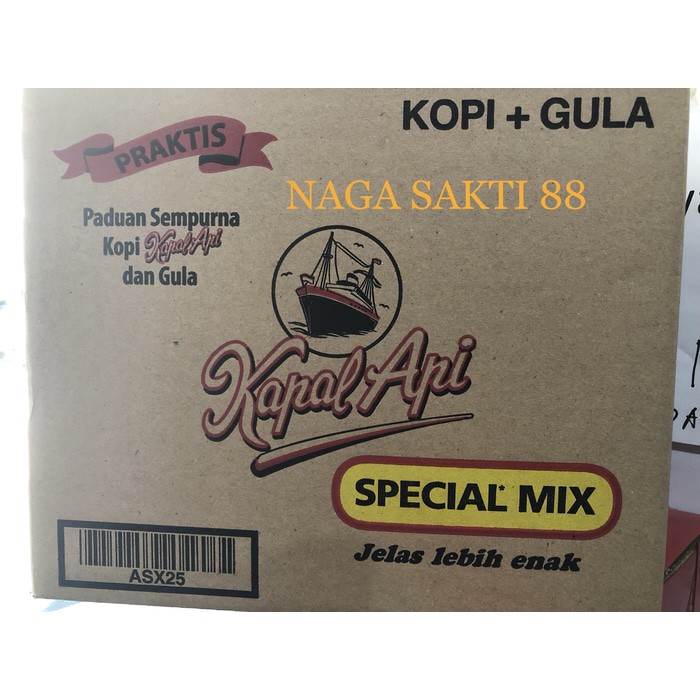 KOPI + GULA
PRAKTIS
NAGA SAKTI 88
Paduan Sempurna
Kopi Kapal Api
dan Gula
Kapal Api
SPECIAL* MIX
Jelas lebih enak
ASX25